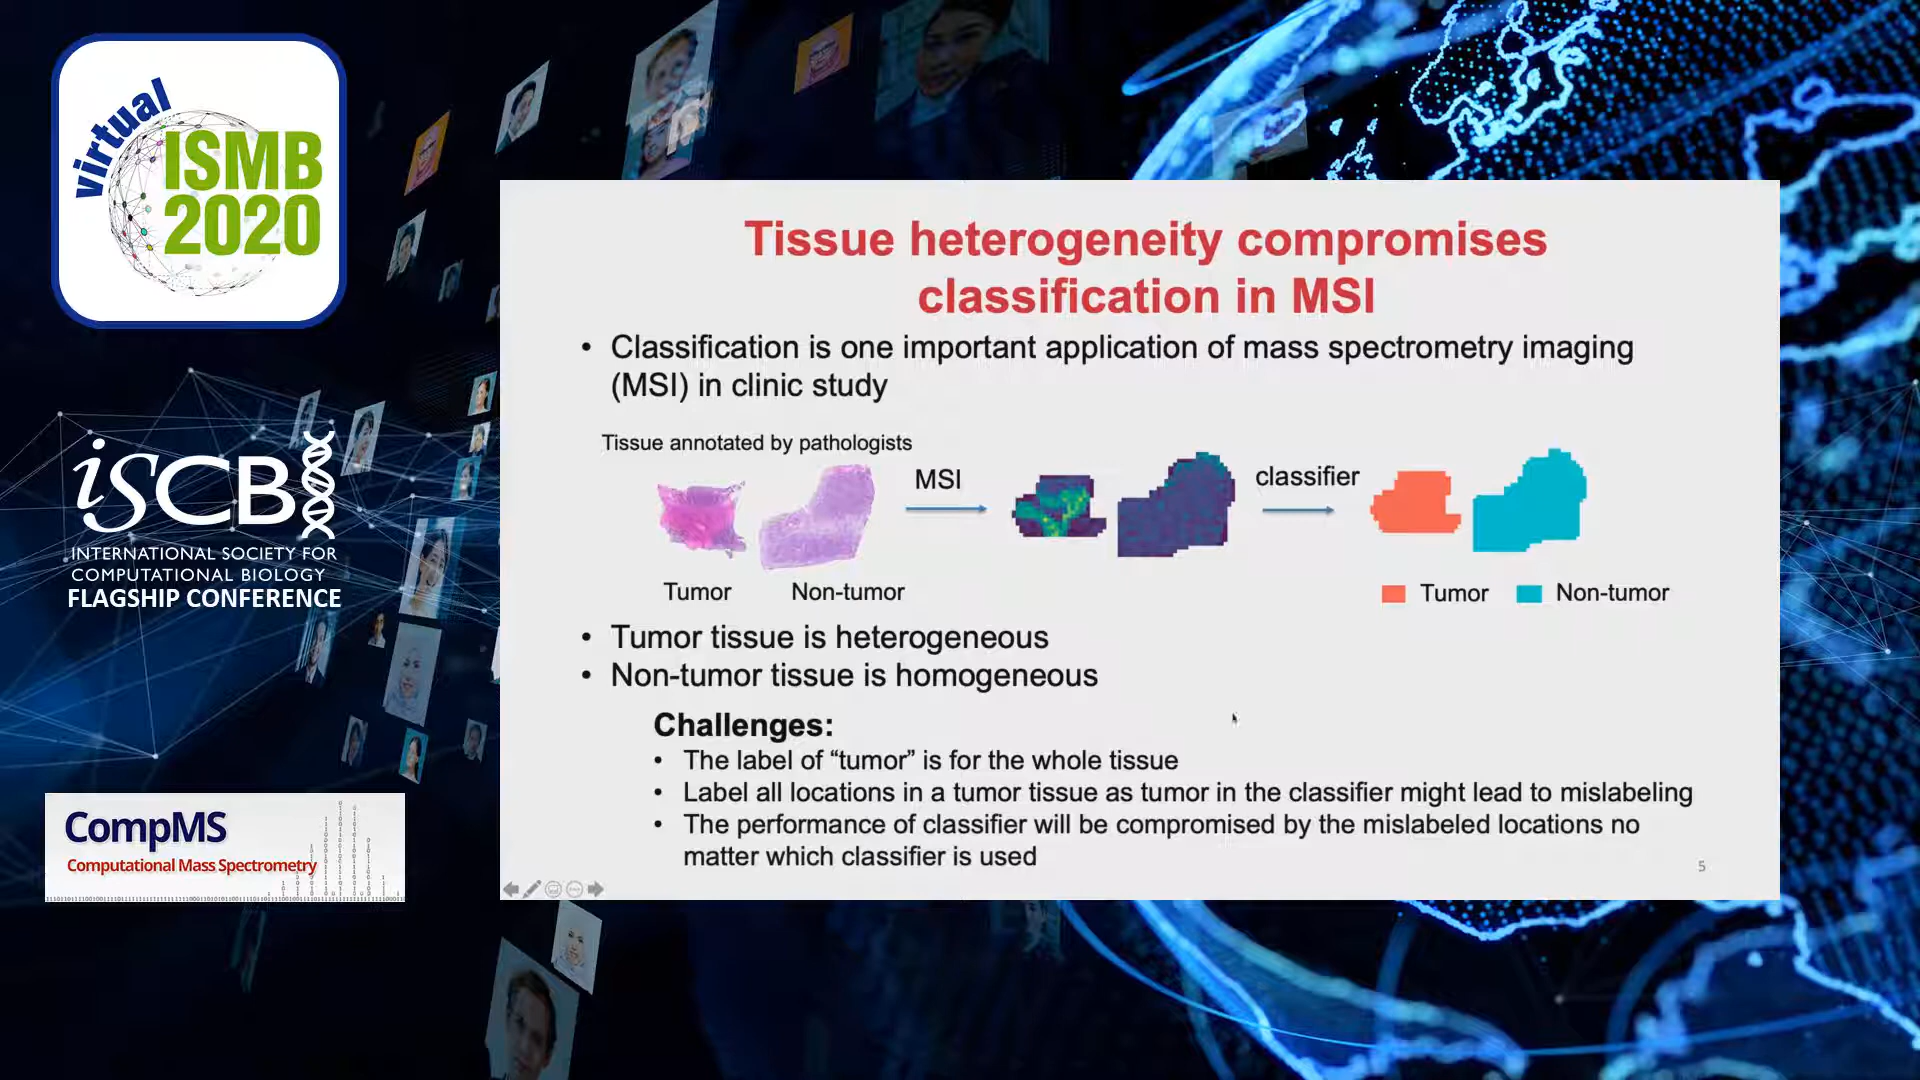 virtual
ISMB
2020
iSCB
INTERNATIONAL SOCIETY FOR
COMPUTATIONAL BIOLOGY
FLAGSHIP CONFERENCE
CompMS
Computational Mass Spectrometry
Tissue heterogeneity compromises
classification in MSI
• Classification is one important application of mass spectrometry imaging
(MSI) in clinic study
Tissue annotated by pathologists
MSI
classifier
Tumor
Non-tumor
Tumor
Non-tumor
• Tumor tissue is heterogeneous
• Non-tumor tissue is homogeneous
Challenges:
• The label of “tumor” is for the whole tissue
• Label all locations in a tumor tissue as tumor in the classifier might lead to mislabeling
• The performance of classifier will be compromised by the mislabeled locations no
matter which classifier is used
5